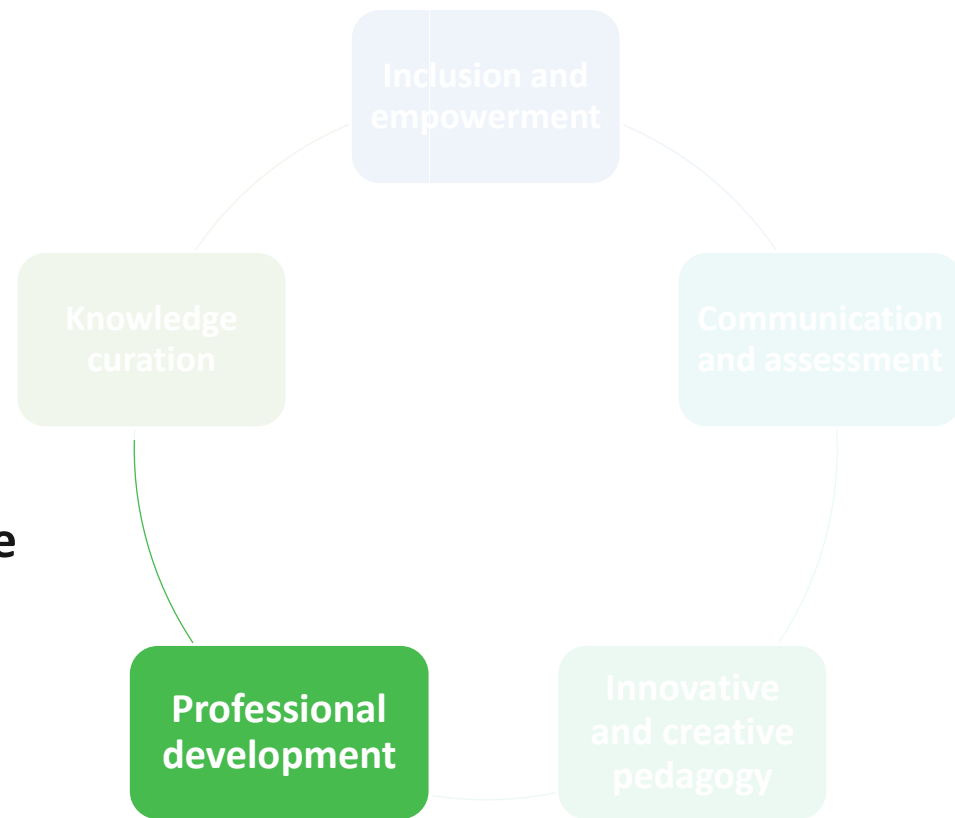 Inclusion and
empowerment
Knowledge
curation
Communication
and assessment
e
Professional
development
Innovative
and creative
pedagogy